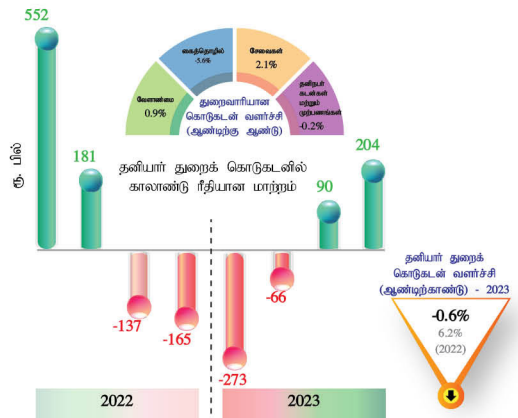 552
181
ரூ. பில்
கைத்தொழில்
-5.6%
சேவைகள்
2.1%
வேளாண்மை
0.9%
தனிநபர்
கடன்கள்
மற்றும்
முற்பணங்கள்
-0.2%
துறைவாரியான
கொடுகடன் வளர்ச்சி
(ஆண்டிற்கு ஆண்டு)
தனியார் துறைக் கொடுகடனில்
காலாண்டு ரீதியான மாற்றம்
90
204
-137
-165
-273
-66
தனியார் துறைக்
கொடுகடன் வளர்ச்சி
(ஆண்டிற்காண்டு) - 2023
-0.6%
6.2%
(2022)
2022
2023